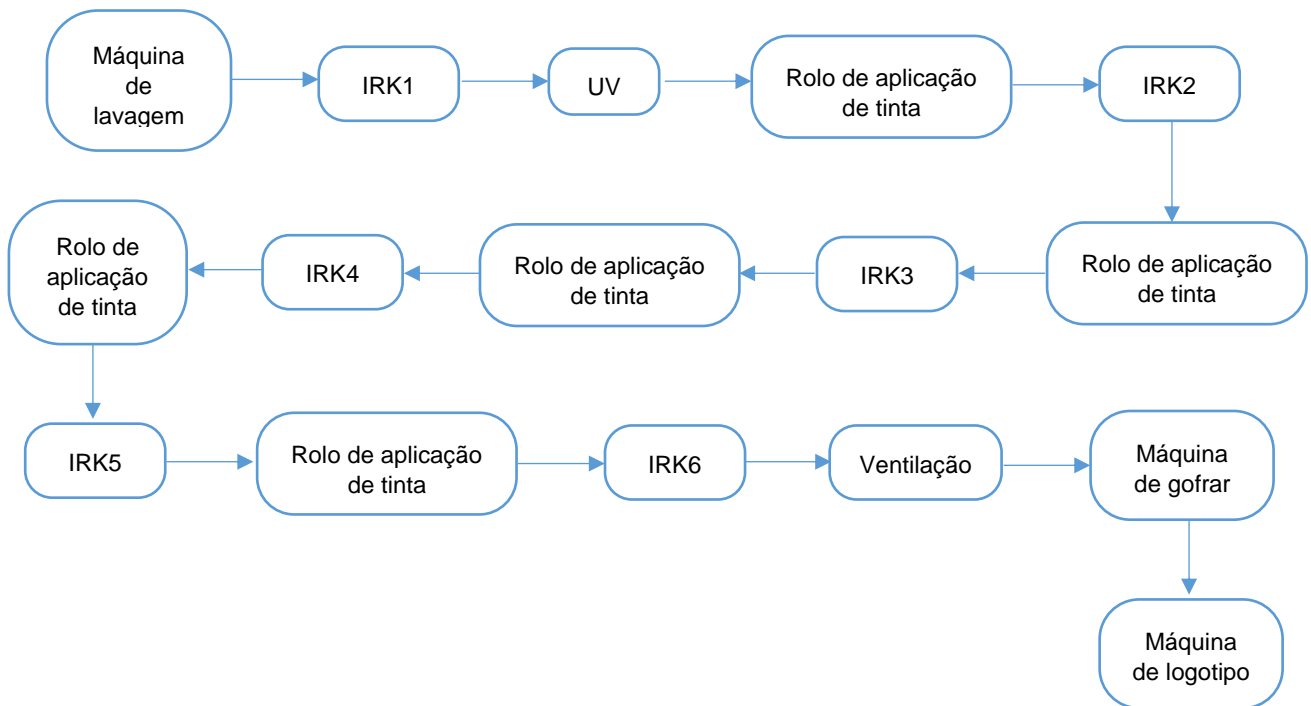 Máquina
de
lavagem
IRK1
UV
Rolo de aplicação
de tinta
IRK2
Rolo de aplicação
de tinta
IRK3
Rolo de aplicação
de tinta
IRK4
Rolo de
aplicação
de tinta
IRK5
Rolo de aplicação
de tinta
IRK6
Ventilação
Máquina
de gofrar
Máquina
de logotipo